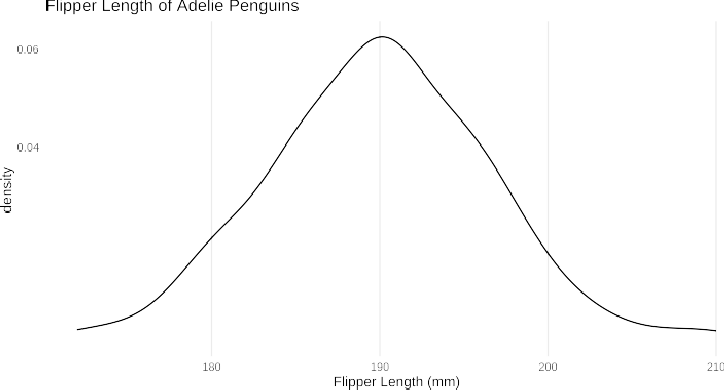 Flipper Length of Adelie Penguins
0.06
0.04
density
180 190 200 210
Flipper Length (mm)